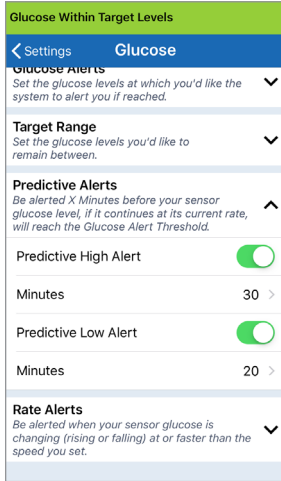 Glucose Within Target Levels
Settings
Glucose
Glucose Alerts
Set the glucose levels at which you'd like the
system to alert you if reached.
Target Range
Set the glucose levels you'd like to
remain between.
Predictive Alerts
Be alerted X Minutes before your sensor
glucose level, if it continues at its current rate,
will reach the Glucose Alert Threshold.
Predictive High Alert
Minutes 30
Predictive Low Alert
Minutes 20
Rate Alerts
Be alerted when your sensor glucose is
changing (rising or falling) at or faster than the
speed you set.